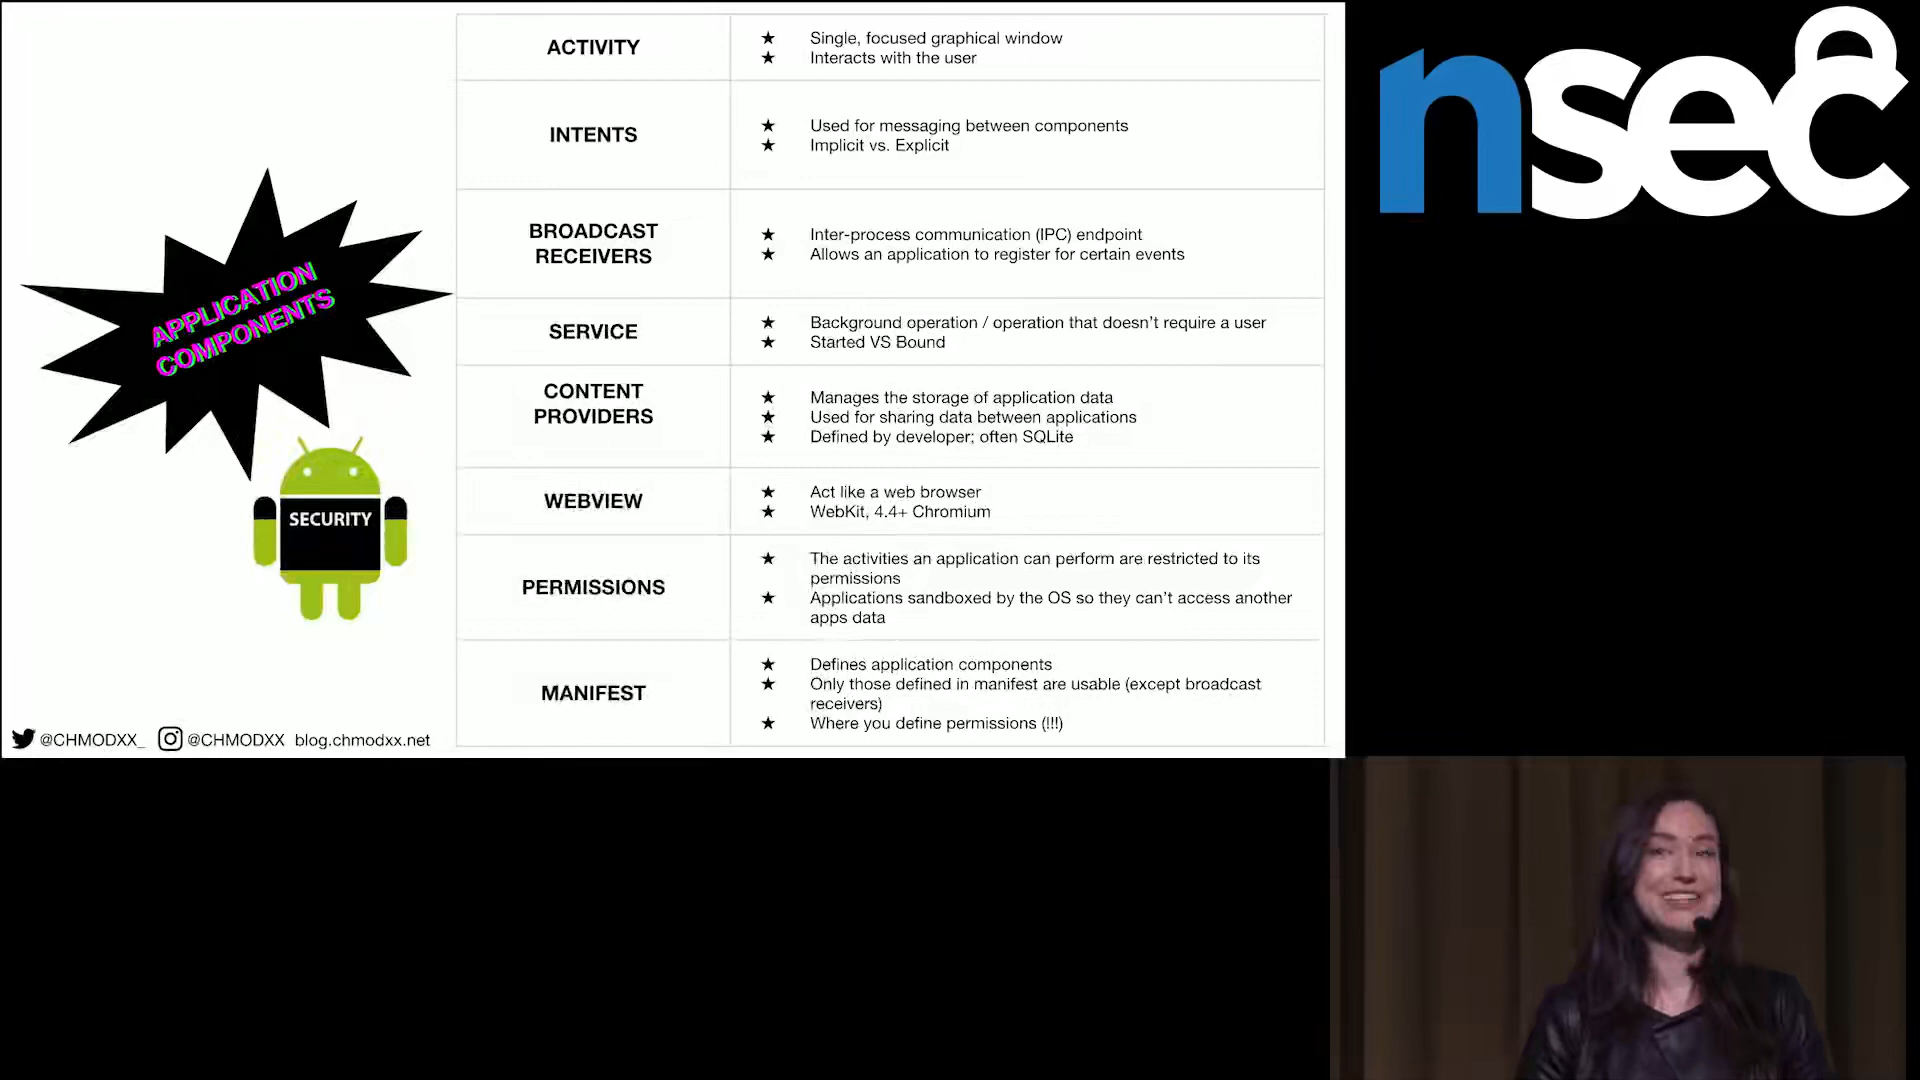 ACTIVITY
★ Single, focused graphical window
★ Interacts with the user
INTENTS
★ Used for messaging between components
★ Implicit vs. Explicit
BROADCAST
RECEIVERS
★ Inter-process communication (IPC) endpoint
★ Allows an application to register for certain events
SERVICE
★ Background operation / operation that doesn't require a user
★ Started VS Bound
CONTENT
PROVIDERS
★ Manages the storage of application data
★ Used for sharing data between applications
★ Defined by developer; often SQLite
WEBVIEW
★ Act like a web browser
★ WebKit, 4.4+ Chromium
PERMISSIONS
★ The activities an application can perform are restricted to its
permissions
★ Applications sandboxed by the OS so they can't access another
apps data
MANIFEST
★ Defines application components
★ Only those defined in manifest are usable (except broadcast
receivers)
★ Where you define permissions (!!!)
APPLICATION
COMPONENTS
SECURITY
@CHMODXX_ @CHMODXX blog.chmodxx.net
nsec